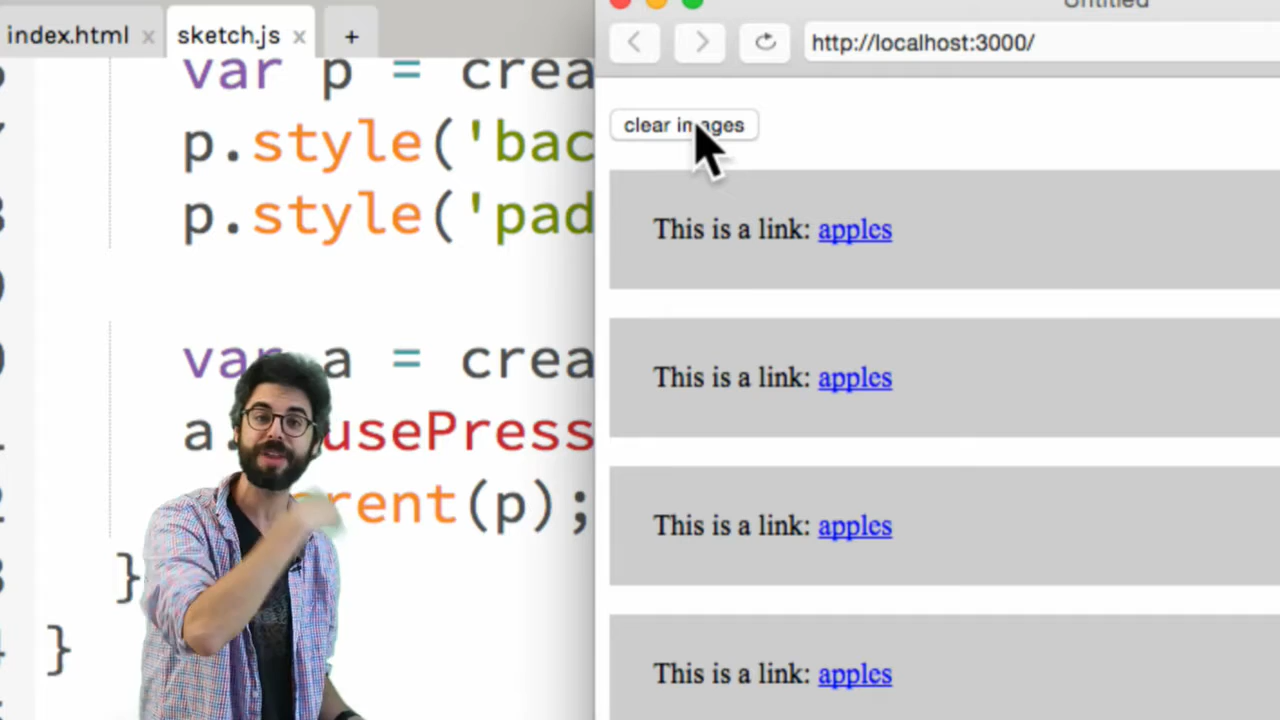 index.html × sketch.js × +
var p = crea
p.style('bac
p.style('pad
var a = crea
a. usePress
rent(p);
}
}
Untitled
http://localhost:3000/
clear images
This is a link: apples
This is a link: apples
This is a link: apples
This is a link: apples